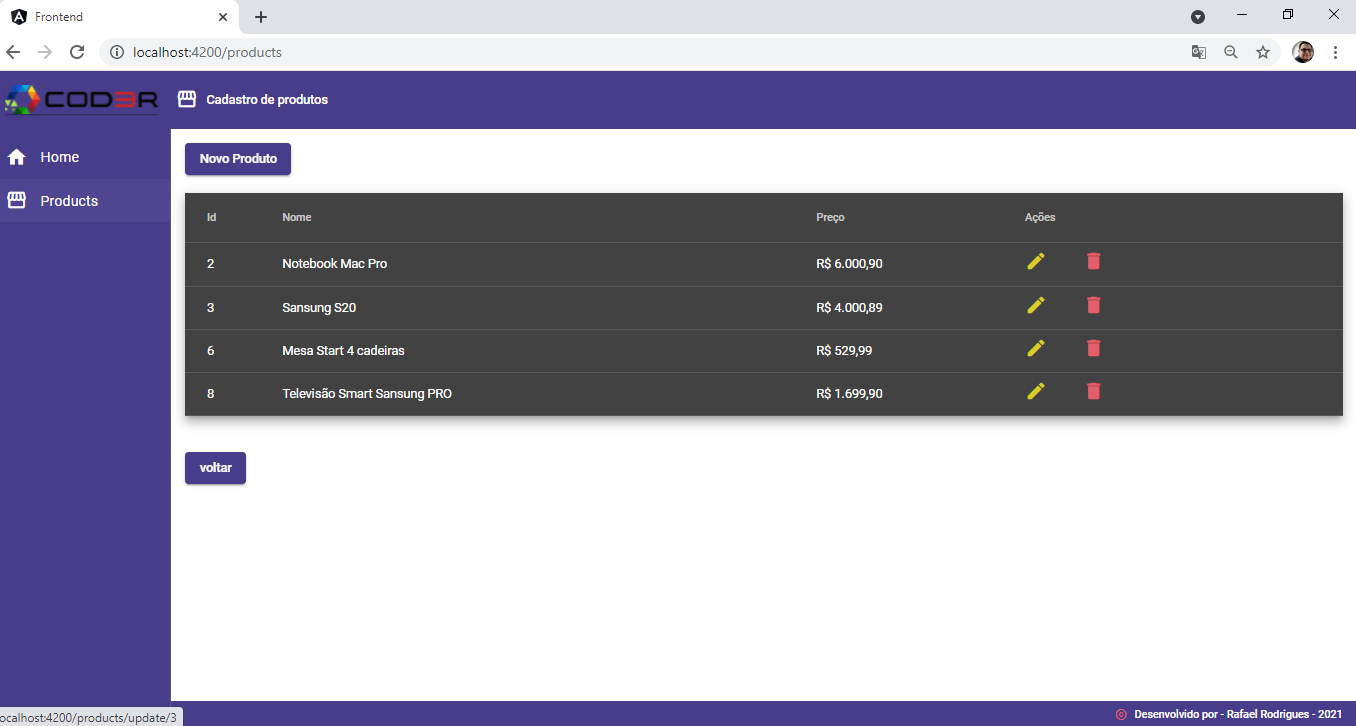 Frontend
localhost:4200/products
COD3R Cadastro de produtos
Home
Products
Novo Produto
Id Nome Preço Ações
2 Notebook Mac Pro R$ 6.000,90
3 Sansung S20 R$ 4.000,89
6 Mesa Start 4 cadeiras R$ 529,99
8 Televisão Smart Sansung PRO R$ 1.699,90
voltar
ocalhost:4200/products/update/3
Desenvolvido por - Rafael Rodrigues - 2021